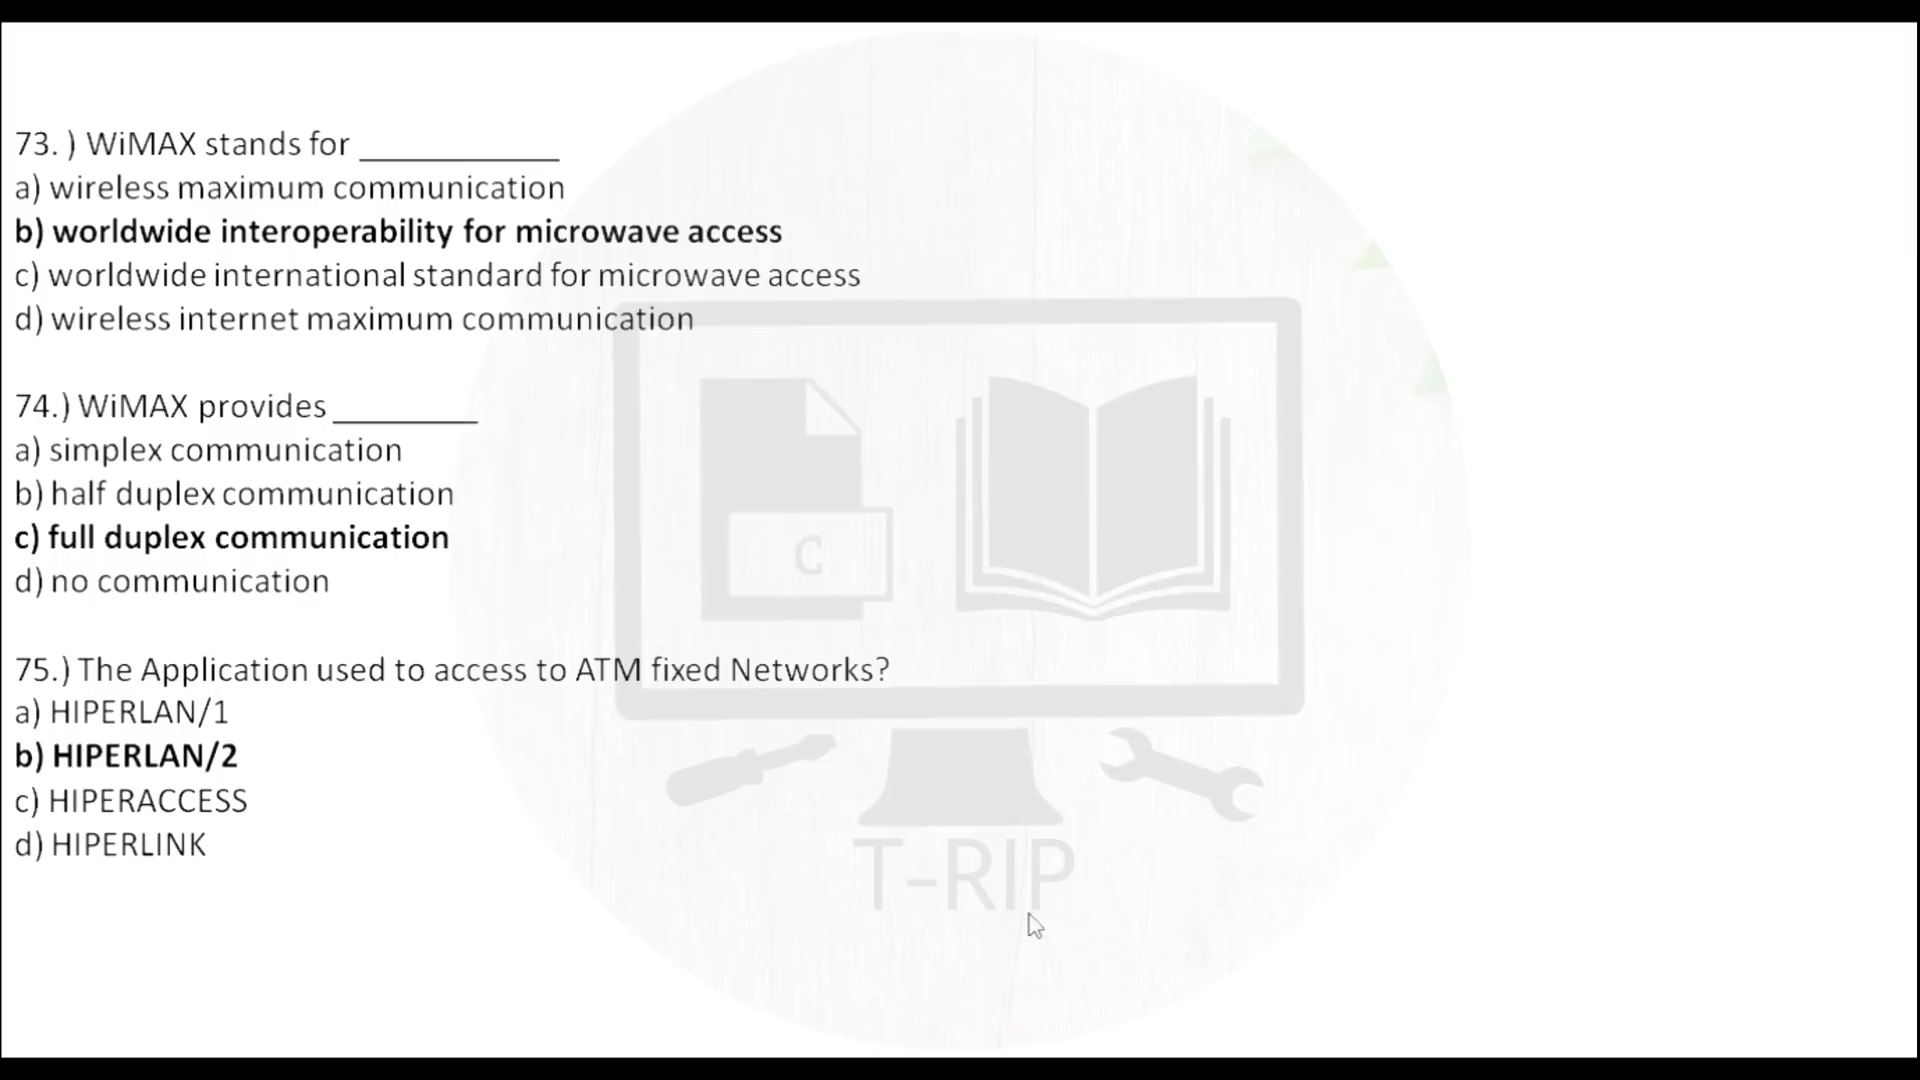 73. ) WiMAX stands for ___________
a) wireless maximum communication
b) worldwide interoperability for microwave access
c) worldwide international standard for microwave access
d) wireless internet maximum communication
74.) WiMAX provides ________
a) simplex communication
b) half duplex communication
c) full duplex communication
d) no communication
75.) The Application used to access to ATM fixed Networks?
a) HIPERLAN/1
b) HIPERLAN/2
c) HIPERACCESS
d) HIPERLINK
C
T-RIP